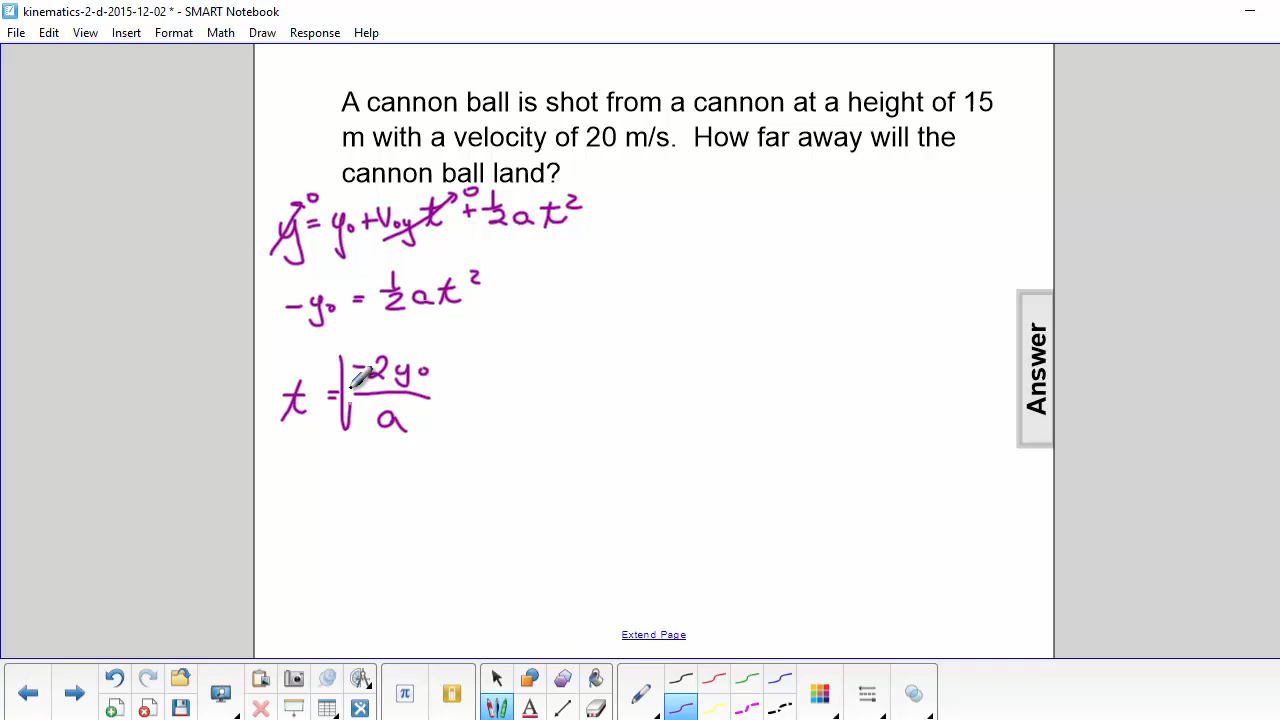 kinematics-2-d-2015-12-02 * - SMART Notebook
File Edit View Insert Format Math Draw Response Help
A cannon ball is shot from a cannon at a height of 15
m with a velocity of 20 m/s. How far away will the
cannon ball land?
y⁰ = y₀ + v₀y t⁰ + ½ a t²
-y₀ = ½ a t²
t = √ -2y₀
a
Answer
Extend Page
π
A